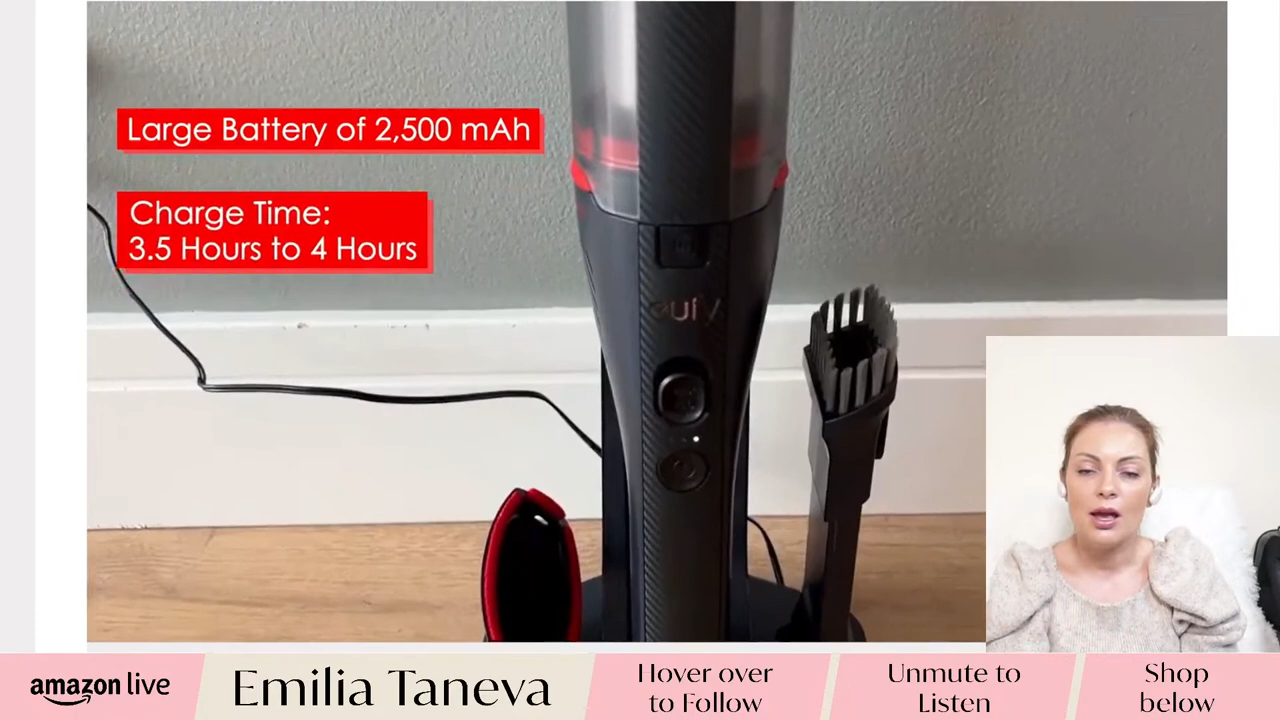 Large Battery of 2,500 mAh
Charge Time:
3.5 Hours to 4 Hours
eufy
amazon live
Emilia Taneva
Hover over
to Follow
Unmute to
Listen
Shop
below